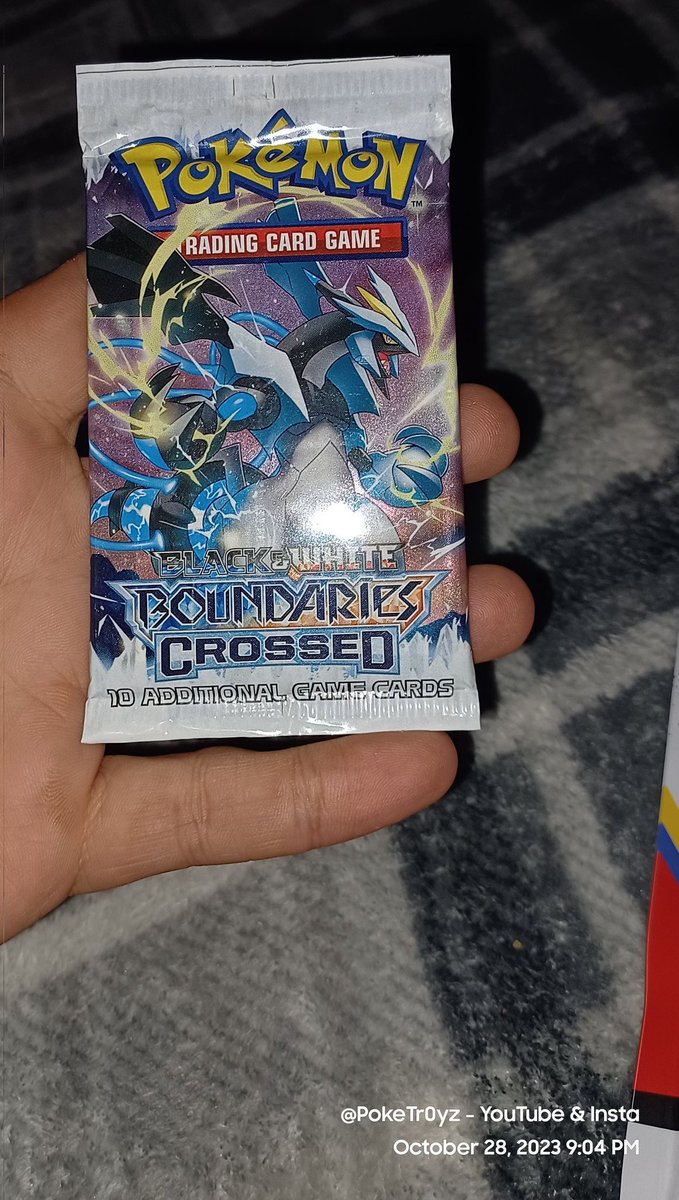 POKéMON
TM
TRADING CARD GAME
BLACK & WHITE
BOUNDARIES
CROSSED
10 ADDITIONAL GAME CARDS
@PokeTr0yz - YouTube & Insta
October 28, 2023 9:04 PM